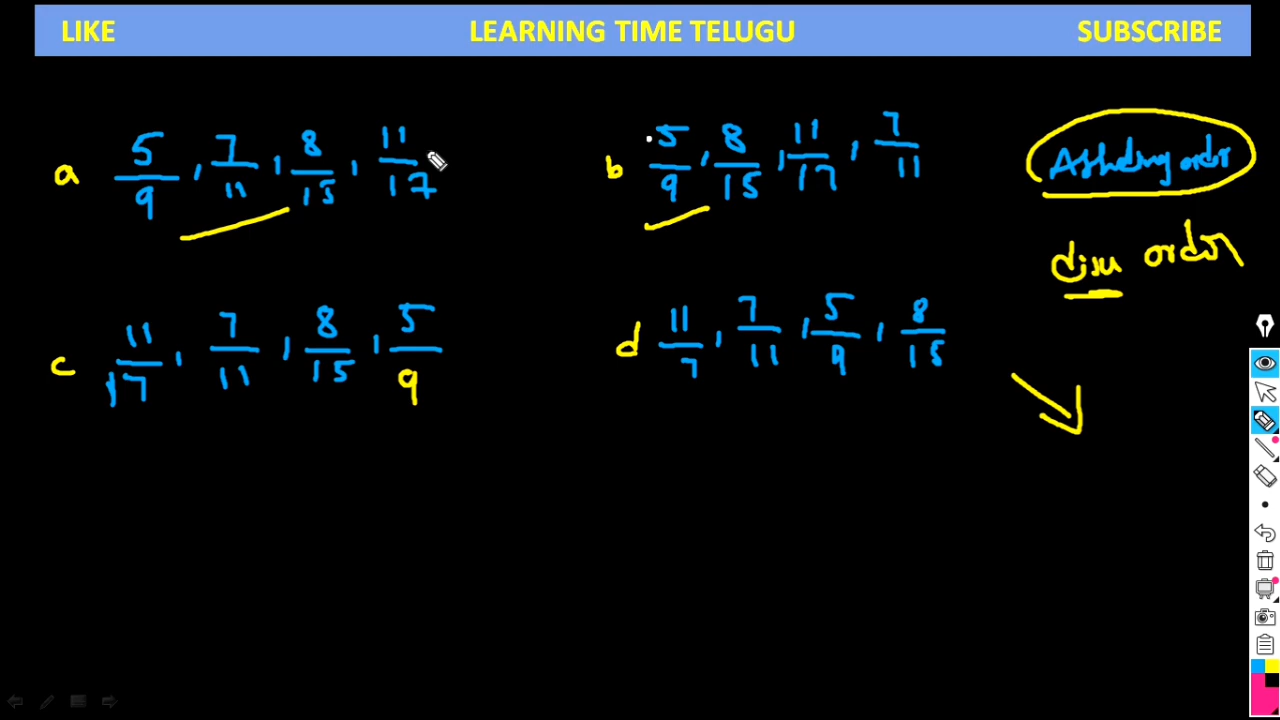 LIKE LEARNING TIME TELUGU SUBSCRIBE
a 5/9, 7/11, 8/15, 11/17
b 5/9, 8/15, 11/17, 7/11
order
order
c 11/17, 7/11, 8/15, 5/9
d 11/7, 7/11, 5/9, 8/15